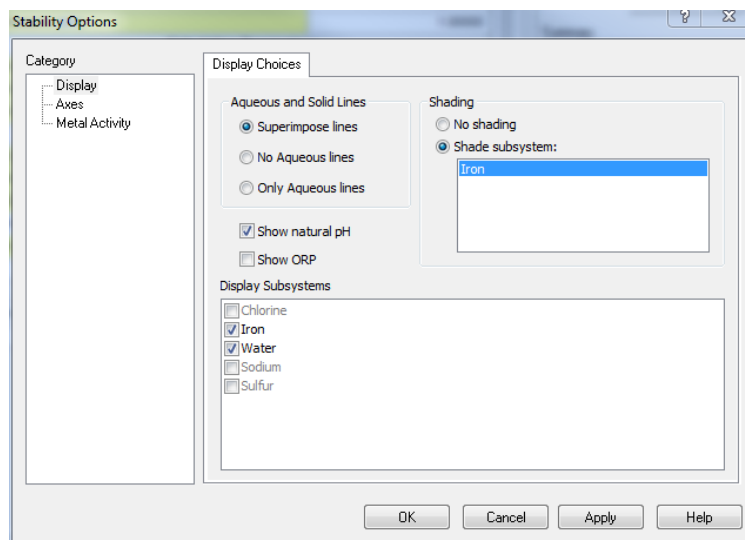 Stability Options
Category
Display
Axes
Metal Activity
Display Choices
Aqueous and Solid Lines
Superimpose lines
No Aqueous lines
Only Aqueous lines
Show natural pH
Show ORP
Shading
No shading
Shade subsystem:
Iron
Display Subsystems
Chlorine
Iron
Water
Sodium
Sulfur
OK
Cancel
Apply
Help